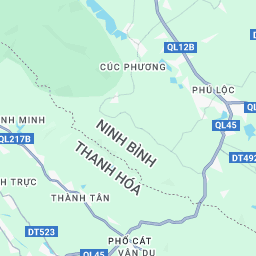 QL12B
CÚC PHƯƠNG
PHÚ LỘC
NH MINH
QL45
NINH BÌNH
QL217B
DT492
THANH HÓA
H TRỰC
THÀNH TÂN
DT523
PHỐ CÁT
QL45
VÂN DU